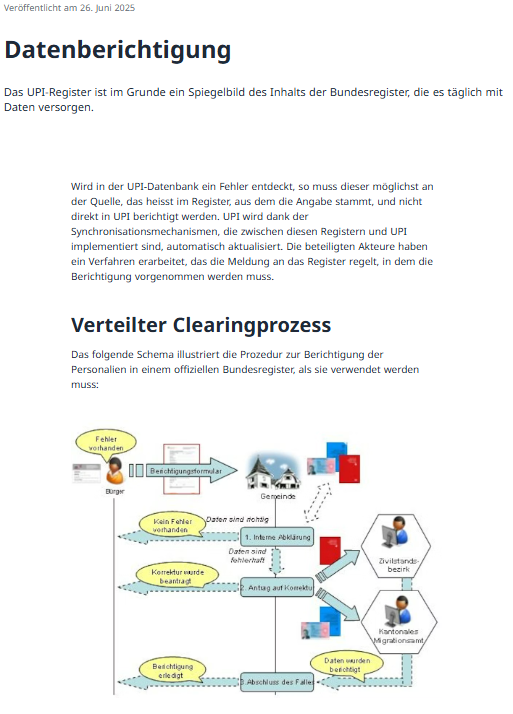 Veröffentlicht am 26. Juni 2025
Datenberichtigung
Das UPI-Register ist im Grunde ein Spiegelbild des Inhalts der Bundesregister, die es täglich mit
Daten versorgen.
Wird in der UPI-Datenbank ein Fehler entdeckt, so muss dieser möglichst an
der Quelle, das heisst im Register, aus dem die Angabe stammt, und nicht
direkt in UPI berichtigt werden. UPI wird dank der
Synchronisationsmechanismen, die zwischen diesen Registern und UPI
implementiert sind, automatisch aktualisiert. Die beteiligten Akteure haben
ein Verfahren erarbeitet, das die Meldung an das Register regelt, in dem die
Berichtigung vorgenommen werden muss.
Verteilter Clearingprozess
Das folgende Schema illustriert die Prozedur zur Berichtigung der
Personalien in einem offiziellen Bundesregister, als sie verwendet werden
muss:
Fehler
vorhanden
Berichtigungsformular
Bürger
Gemeinde
Kein Fehler
vorhanden
Daten sind richtig
1. Interne Abklärung
Daten sind
fehlerhaft
Zivilstands-
bezirk
Korrektur wurde
beantragt
2. Antrag auf Korrektur
Kantonales
Migrationsamt
Daten wurden
berichtigt
Berichtigung
erledigt
3.Abschluss des Falles